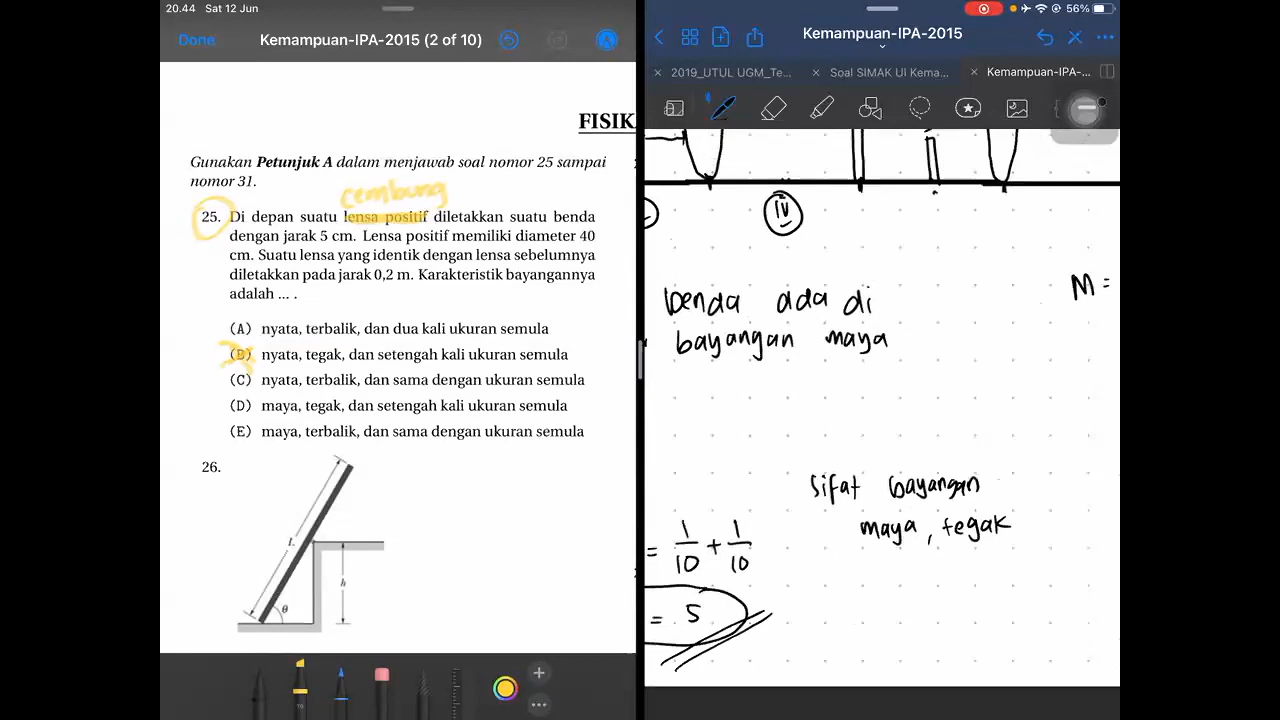 20.44 Sat 12 Jun
Done
Kemampuan-IPA-2015 (2 of 10)
FISIK
Gunakan Petunjuk A dalam menjawab soal nomor 25 sampai
nomor 31.
cembung
25. Di depan suatu lensa positif diletakkan suatu benda
dengan jarak 5 cm. Lensa positif memiliki diameter 40
cm. Suatu lensa yang identik dengan lensa sebelumnya
diletakkan pada jarak 0,2 m. Karakteristik bayangannya
adalah ... .
(A) nyata, terbalik, dan dua kali ukuran semula
(B) nyata, tegak, dan setengah kali ukuran semula
(C) nyata, terbalik, dan sama dengan ukuran semula
(D) maya, tegak, dan setengah kali ukuran semula
(E) maya, terbalik, dan sama dengan ukuran semula
26.
L
h
θ
56%
Kemampuan-IPA-2015
× 2019_UTUL UGM_Te...
× Soal SIMAK UI Kema...
× Kemampuan-IPA-...
IV
benda ada di
bayangan maya
M =
sifat bayangan
maya, tegak
= 1/10 + 1/10
= 5